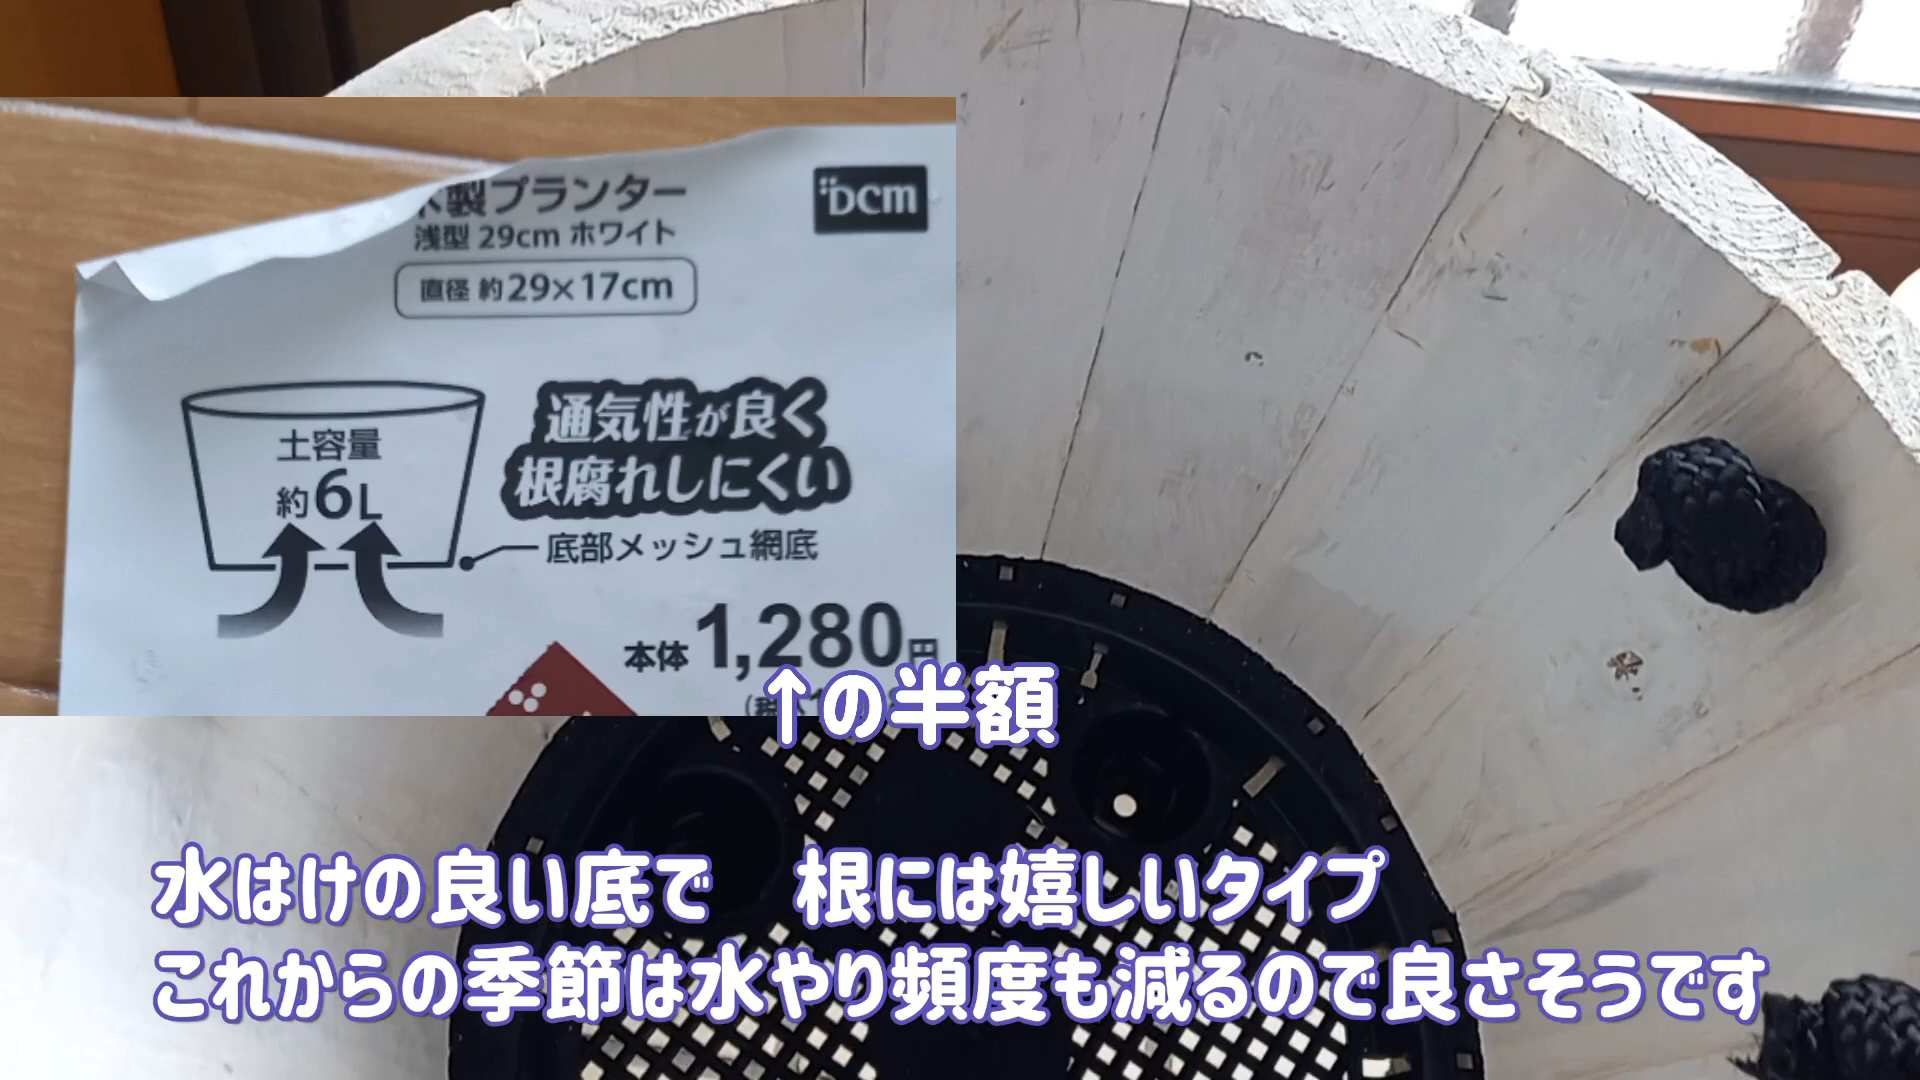 木製プランター
DCM
浅型 29cm ホワイト
直径 約29×17cm
土容量
約6L
通気性が良く
根腐れしにくい
底部メッシュ網底
本体 1,280円
↑の半額
水はけの良い底で 根には嬉しいタイプ
これからの季節は水やり頻度も減るので良さそうです